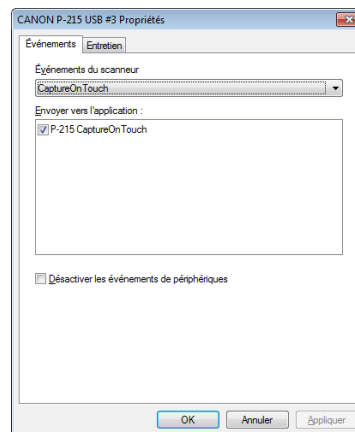 CANON P-215 USB #3 Propriétés
Événements Entretien
Événements du scanneur
CaptureOnTouch
Envoyer vers l'application :
P-215 CaptureOnTouch
Désactiver les événements de périphériques
OK Annuler Appliquer